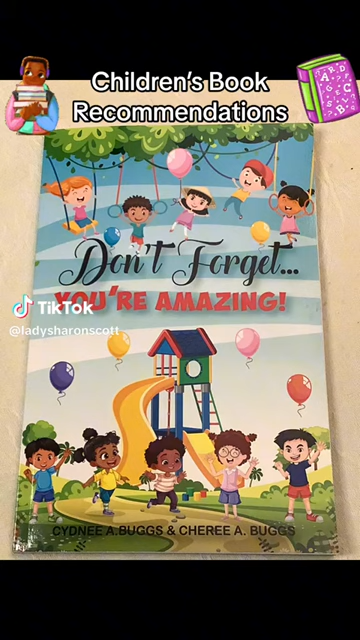 Children's Book
Recommendations
Don't Forget...
YOU'RE AMAZING!
TikTok
@ladysharonscott
CYDNEE A.BUGGS & CHEREE A. BUGGS